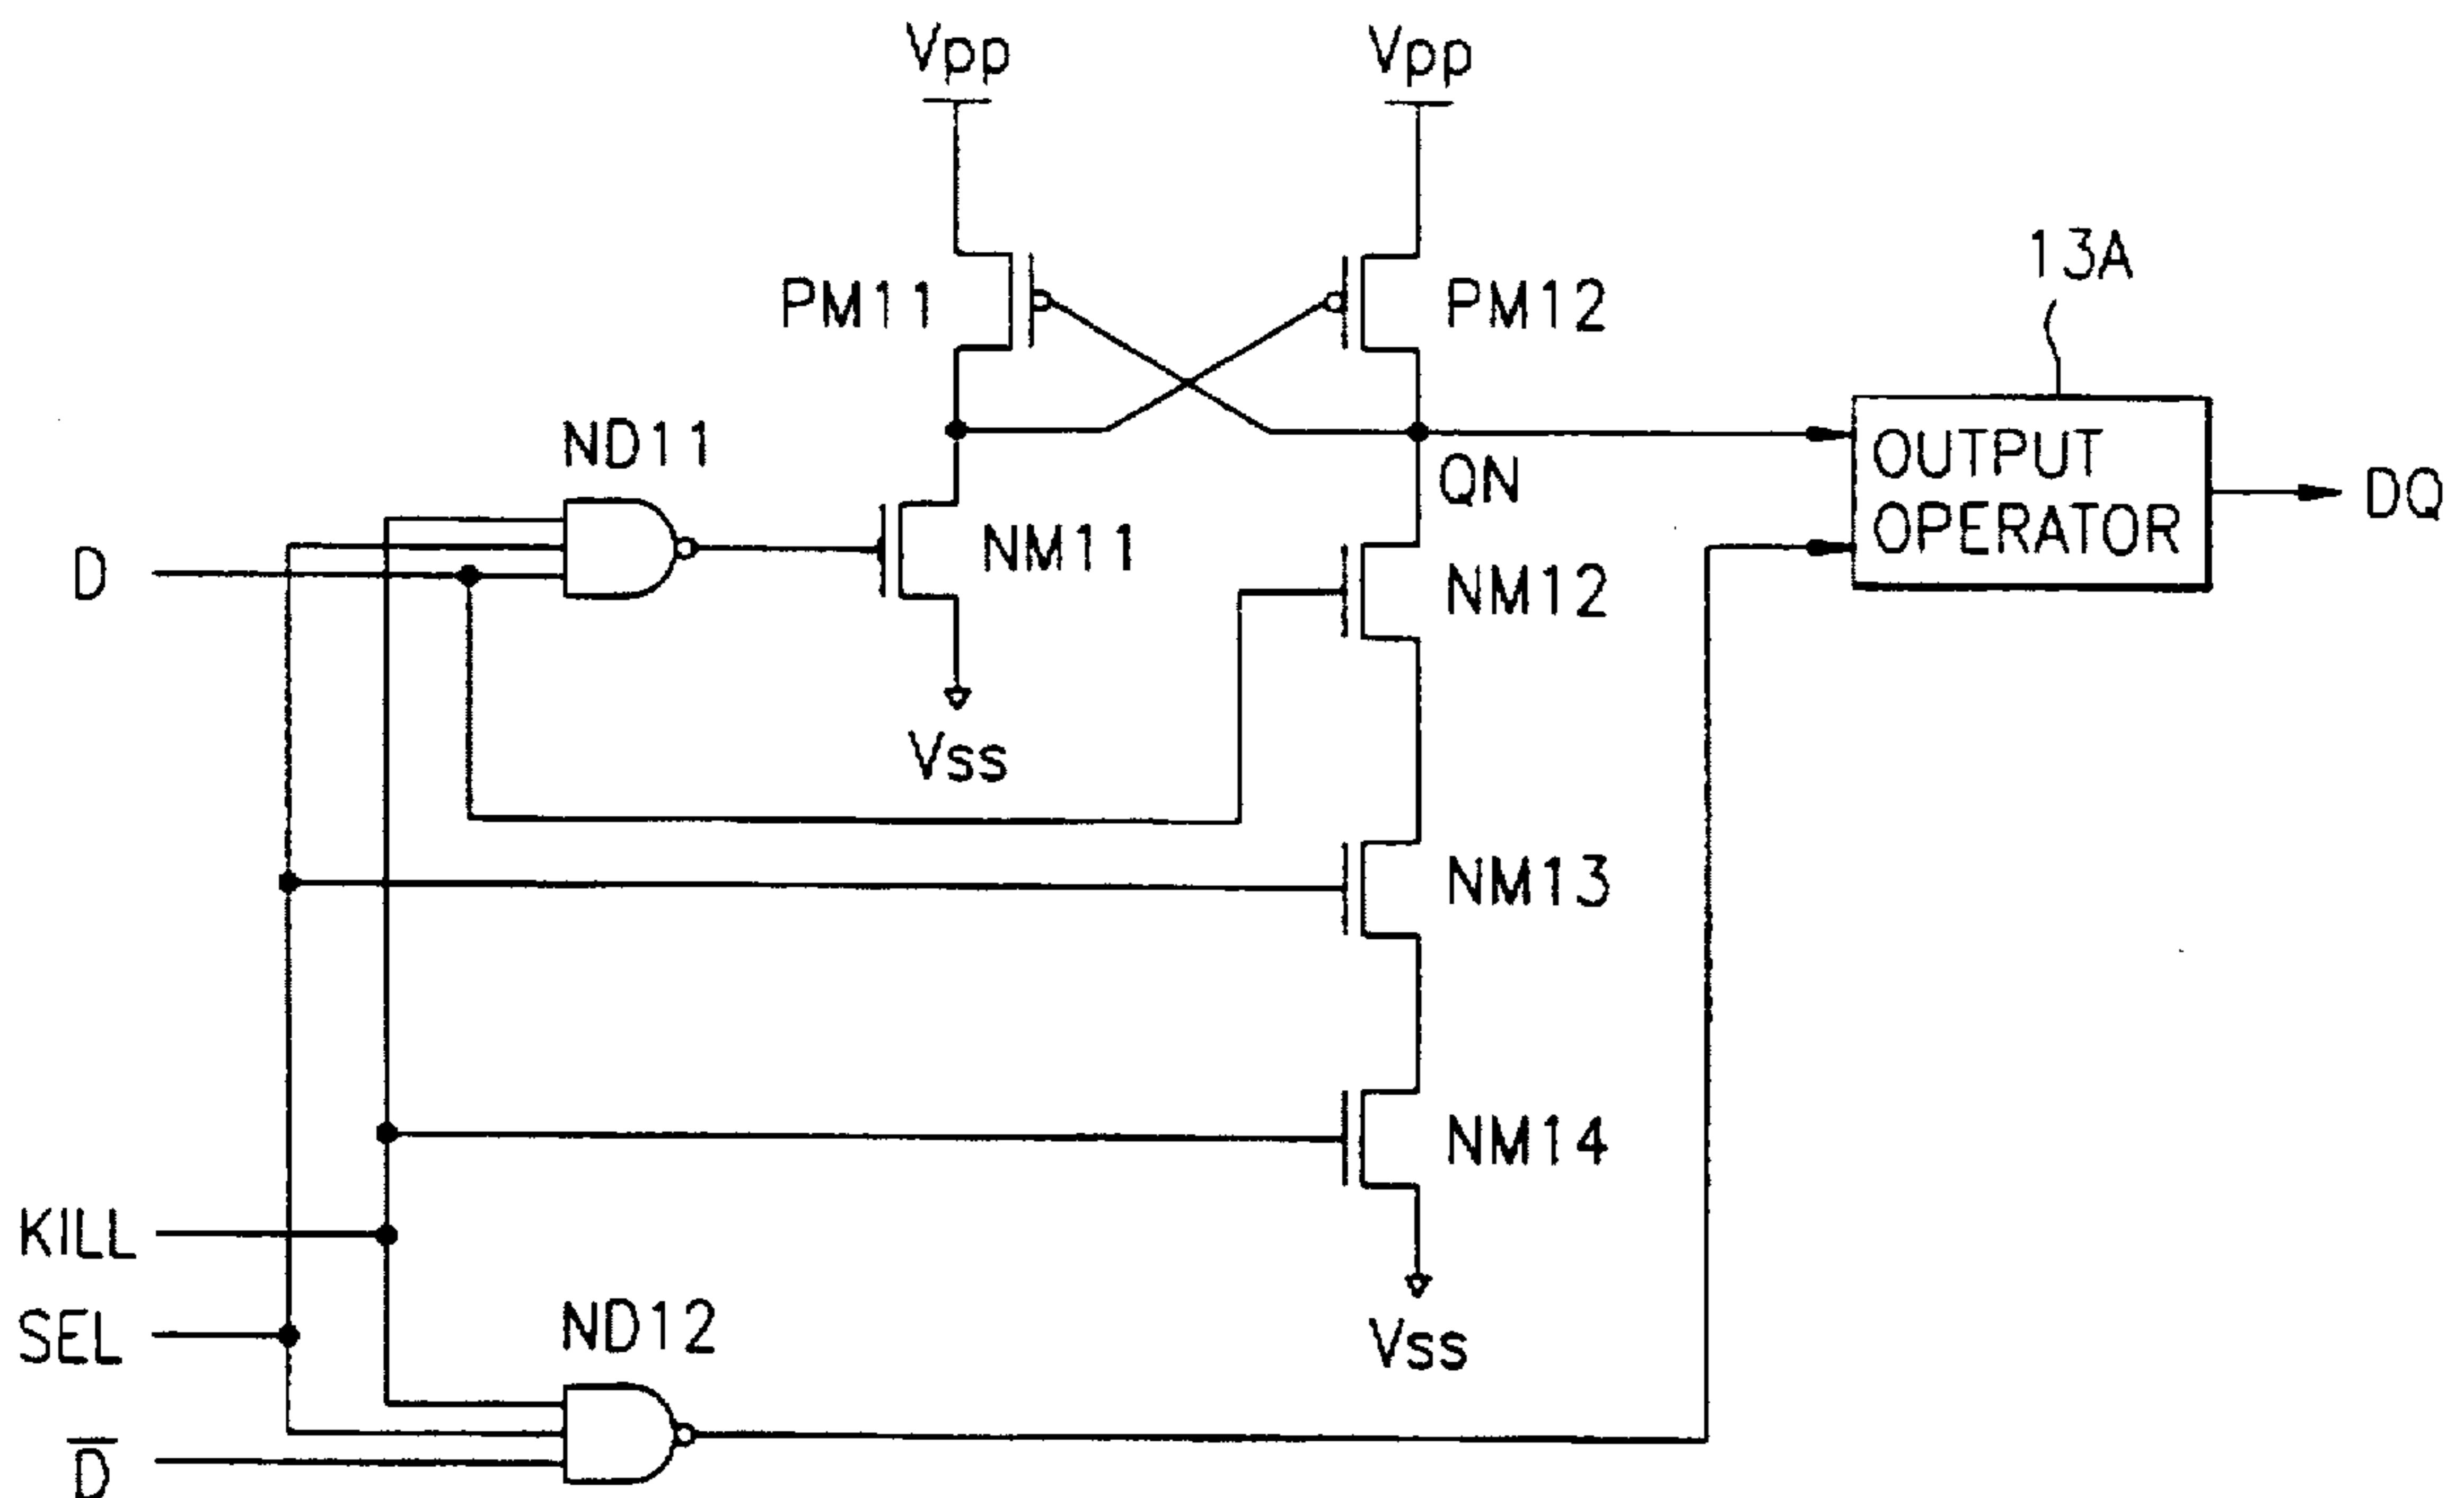 Vpp
Vpp
13A
PM11
PM12
ND11
OUTPUT
OPERATOR
QN
DQ
NM11
D
NM12
Vss
NM13
NM14
KILL
SEL
ND12
Vss
D̅